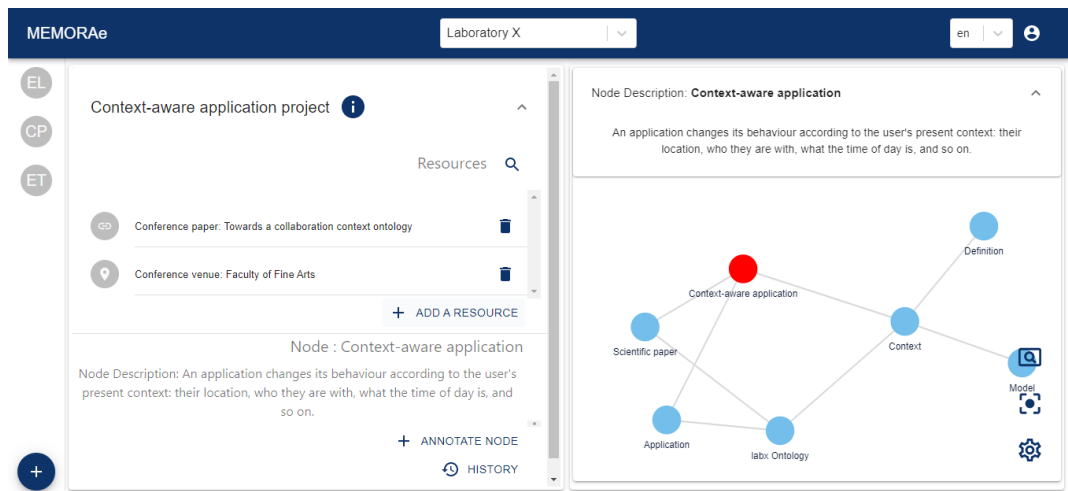 MEMORAe
Laboratory X
en
EL
CP
ET
Context-aware application project
i
Resources
Conference paper: Towards a collaboration context ontology
Conference venue: Faculty of Fine Arts
+ ADD A RESOURCE
Node : Context-aware application
Node Description: An application changes its behaviour according to the user's
present context: their location, who they are with, what the time of day is, and
so on.
+ ANNOTATE NODE
HISTORY
+
Node Description: Context-aware application
An application changes its behaviour according to the user's present context: their
location, who they are with, what the time of day is, and so on.
Definition
Context-aware application
Scientific paper
Context
Model
Application
labx Ontology